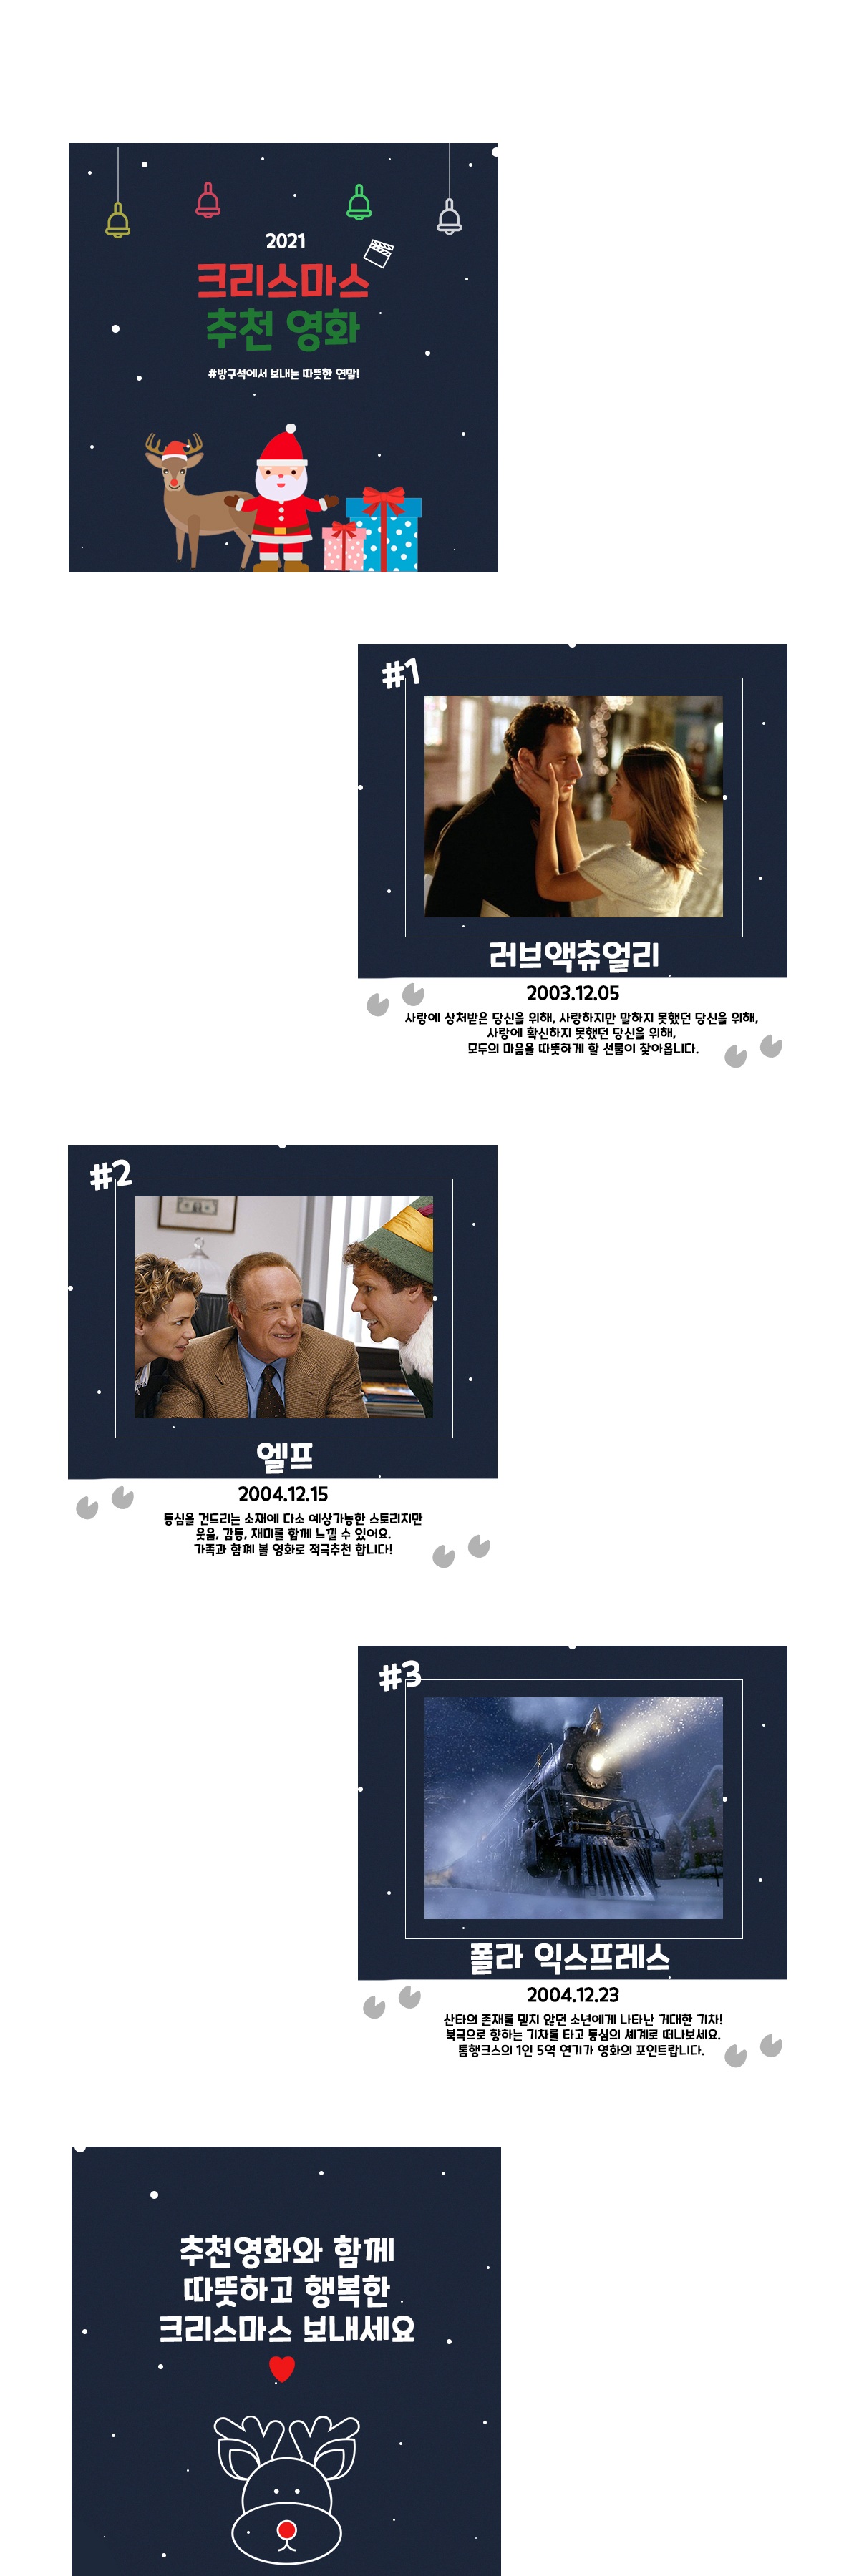 2021
크리스마스
추천 영화
#방구석에서 보내는 따뜻한 연말!
#1
러브액츄얼리
2003.12.05
사랑에 상처받은 당신을 위해, 사랑하지만 말하지 못했던 당신을 위해,
사랑에 확신하지 못했던 당신을 위해,
모두의 마음을 따뜻하게 할 선물이 찾아옵니다.
#2
엘프
2004.12.15
동심을 건드리는 소재에 다소 예상가능한 스토리지만
웃음, 감동, 재미를 함께 느낄 수 있어요.
가족과 함께 볼 영화로 적극추천 합니다!
#3
폴라 익스프레스
2004.12.23
산타의 존재를 믿지 않던 소년에게 나타난 거대한 기차!
북극으로 향하는 기차를 타고 동심의 세계로 떠나보세요.
톰행크스의 1인 5역 연기가 영화의 포인트랍니다.
추천영화와 함께
따뜻하고 행복한
크리스마스 보내세요